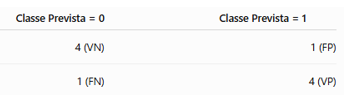 Classe Prevista = 0 Classe Prevista = 1
4 (VN) 1 (FP)
1 (FN) 4 (VP)